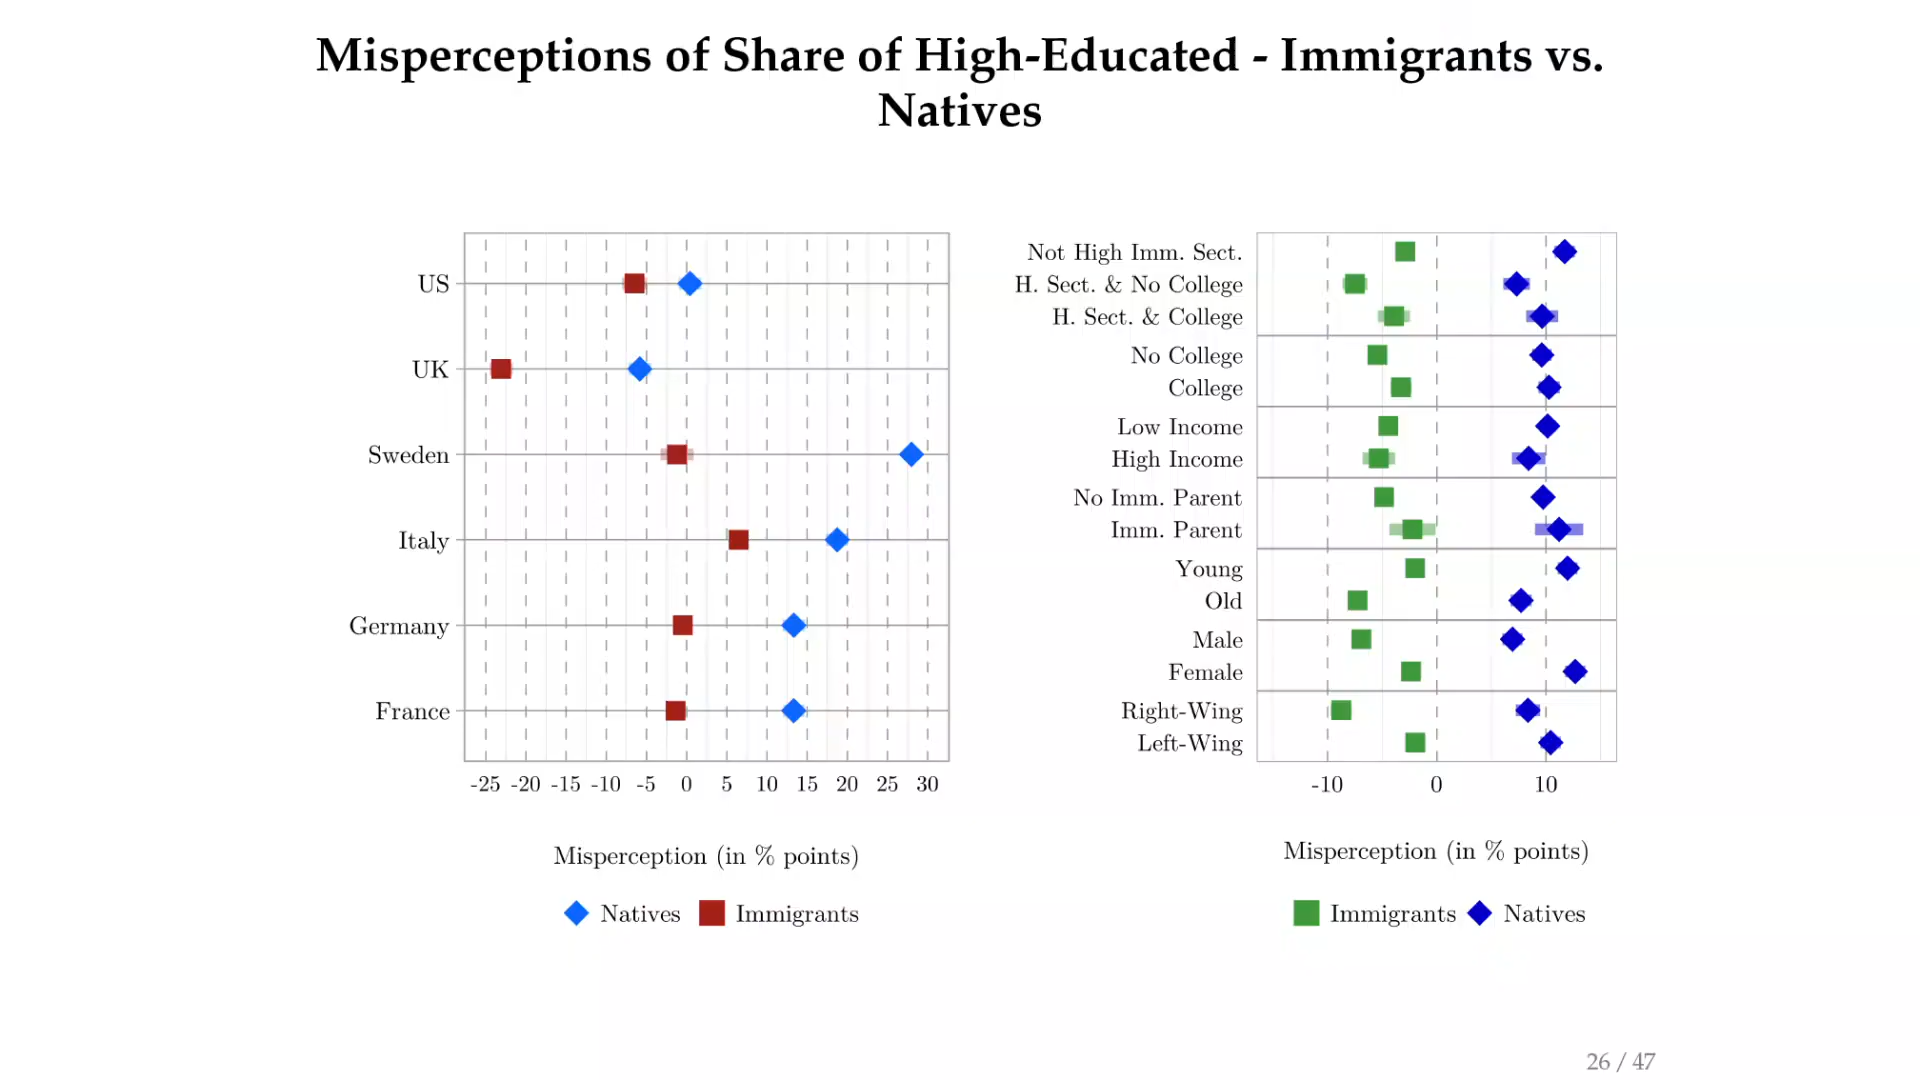 Misperceptions of Share of High-Educated - Immigrants vs.
Natives
US
UK
Sweden
Italy
Germany
France
-25 -20 -15 -10 -5 0 5 10 15 20 25 30
Misperception (in % points)
Natives Immigrants
Not High Imm. Sect.
H. Sect. & No College
H. Sect. & College
No College
College
Low Income
High Income
No Imm. Parent
Imm. Parent
Young
Old
Male
Female
Right-Wing
Left-Wing
-10 0 10
Misperception (in % points)
Immigrants Natives
26 / 47